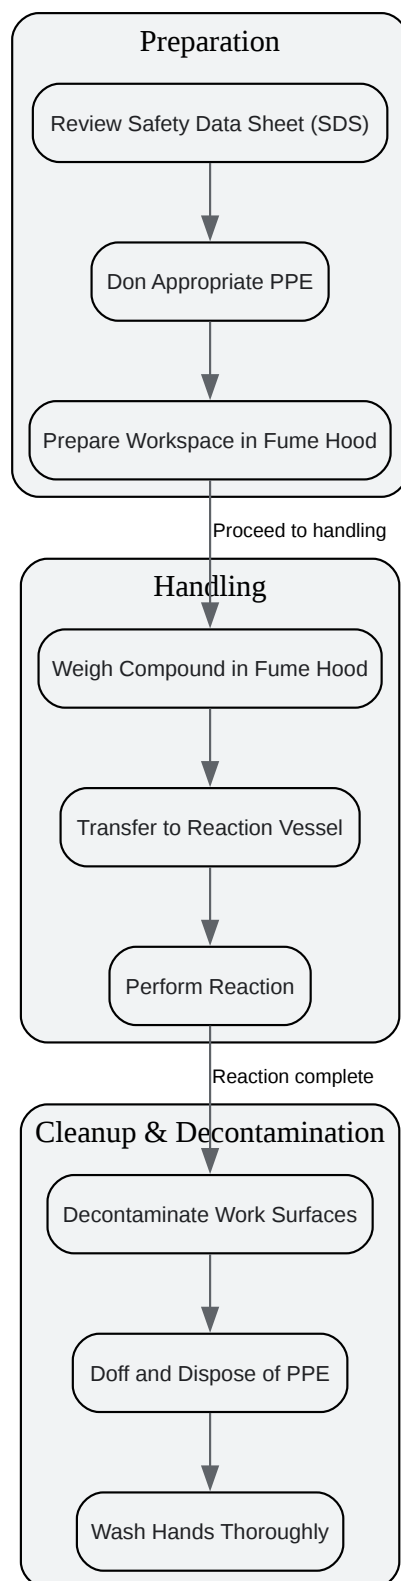 Preparation
Review Safety Data Sheet (SDS)
Don Appropriate PPE
Prepare Workspace in Fume Hood
Proceed to handling
Handling
Weigh Compound in Fume Hood
Transfer to Reaction Vessel
Perform Reaction
Reaction complete
Cleanup & Decontamination
Decontaminate Work Surfaces
Doff and Dispose of PPE
Wash Hands Thoroughly